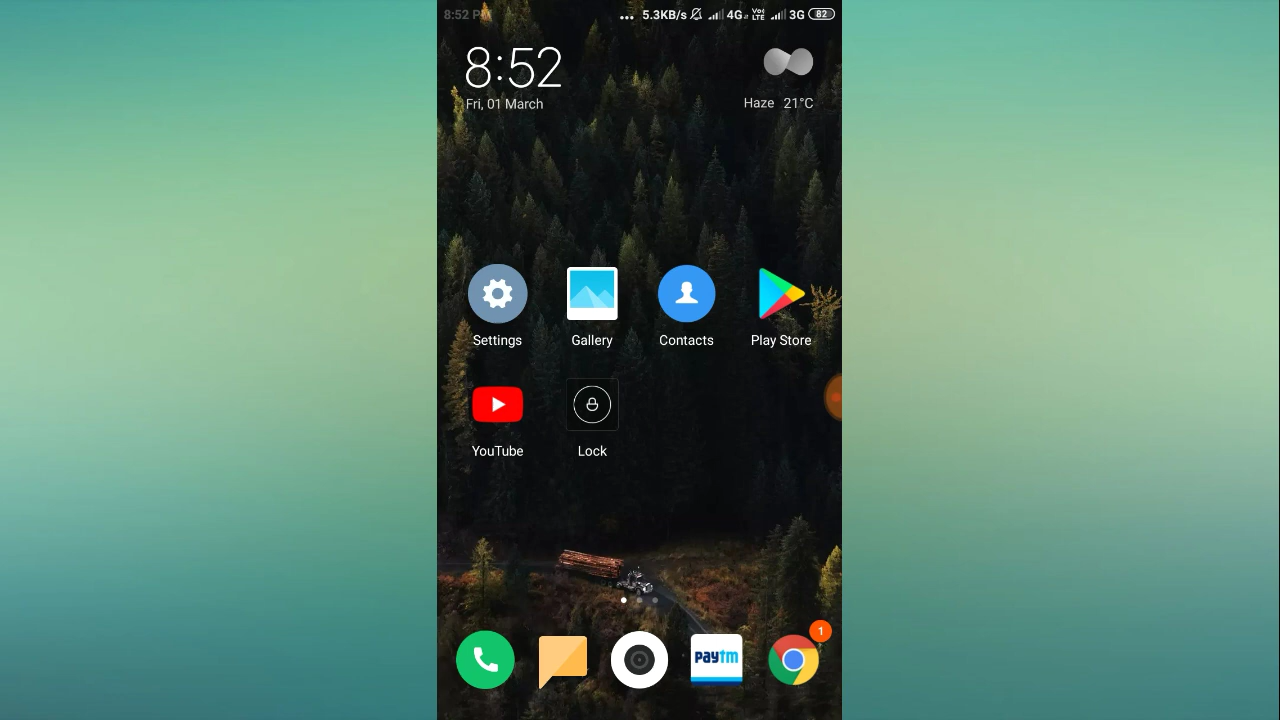 8:52 PM ... 5.3KB/s 4G VoLTE 3G 82
8:52
Fri, 01 March
Haze 21°C
Settings Gallery Contacts Play Store
YouTube Lock
paytm 1